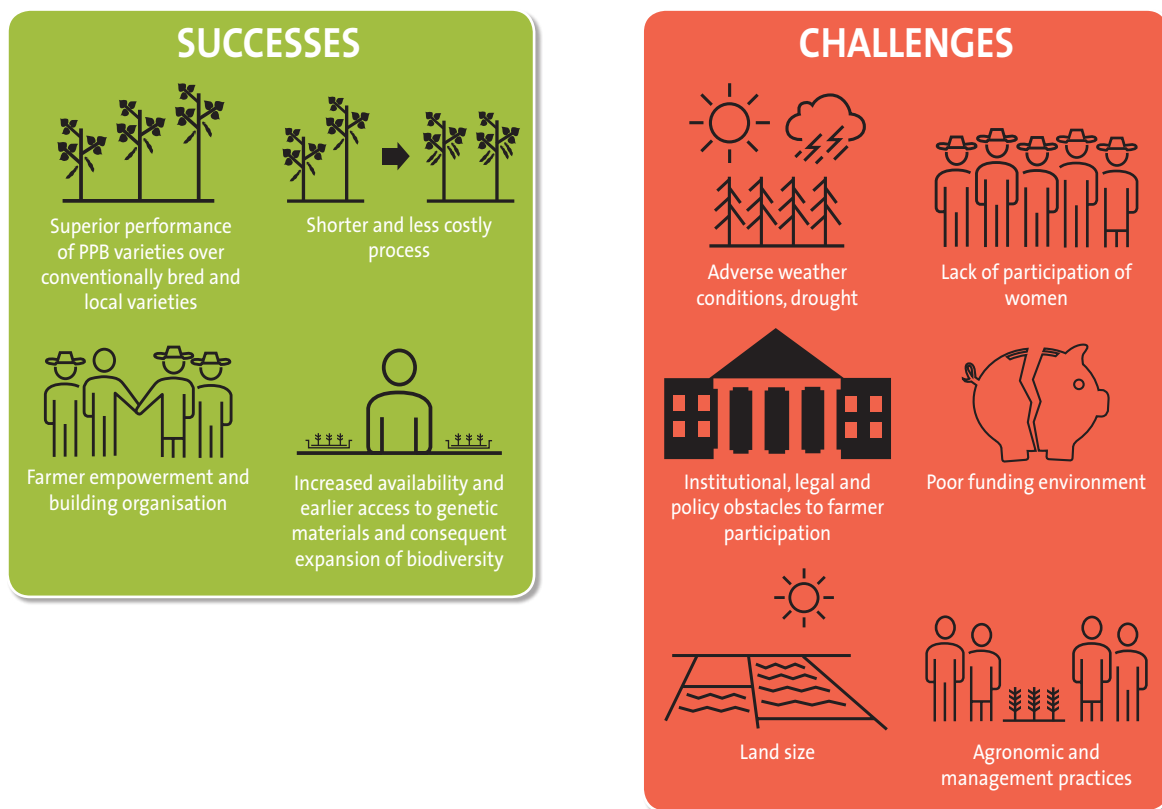 SUCCESSES
Superior performance
of PPB varieties over
conventionally bred and
local varieties
Shorter and less costly
process
Farmer empowerment and
building organisation
Increased availability and
earlier access to genetic
materials and consequent
expansion of biodiversity
CHALLENGES
Adverse weather
conditions, drought
Lack of participation of
women
Institutional, legal and
policy obstacles to farmer
participation
Poor funding environment
Land size
Agronomic and
management practices